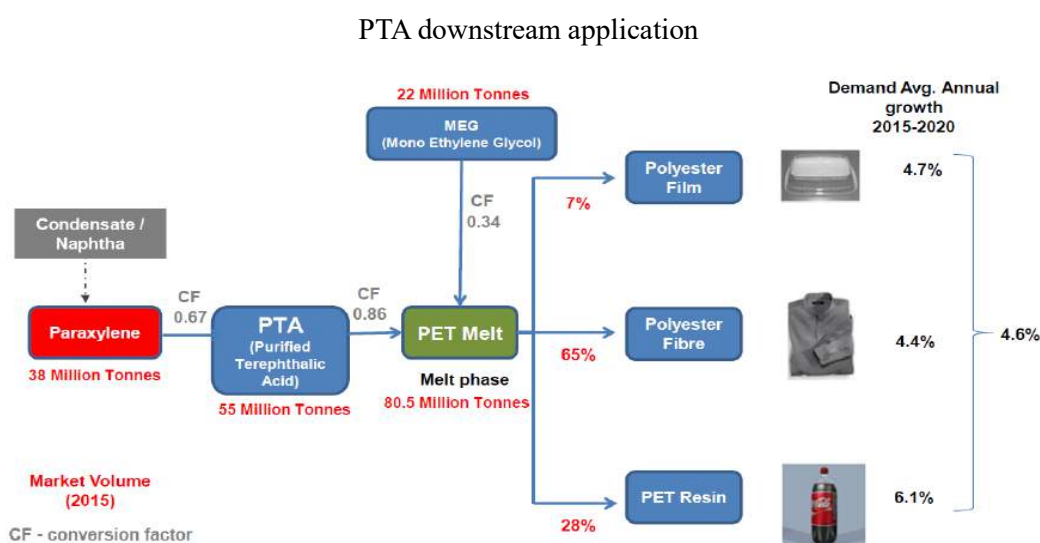 PTA downstream application
22 Million Tonnes
MEG
(Mono Ethylene Glycol)
Demand Avg. Annual
growth
2015-2020
Polyester
Film
4.7%
7%
CF
0.34
Condensate /
Naphtha
CF
0.67
CF
0.86
Paraxylene
PTA
(Purified
Terephthalic
Acid)
PET Melt
Polyester
Fibre
65%
4.4%
4.6%
38 Million Tonnes
55 Million Tonnes
Melt phase
80.5 Million Tonnes
Market Volume
(2015)
CF - conversion factor
PET Resin
28%
6.1%